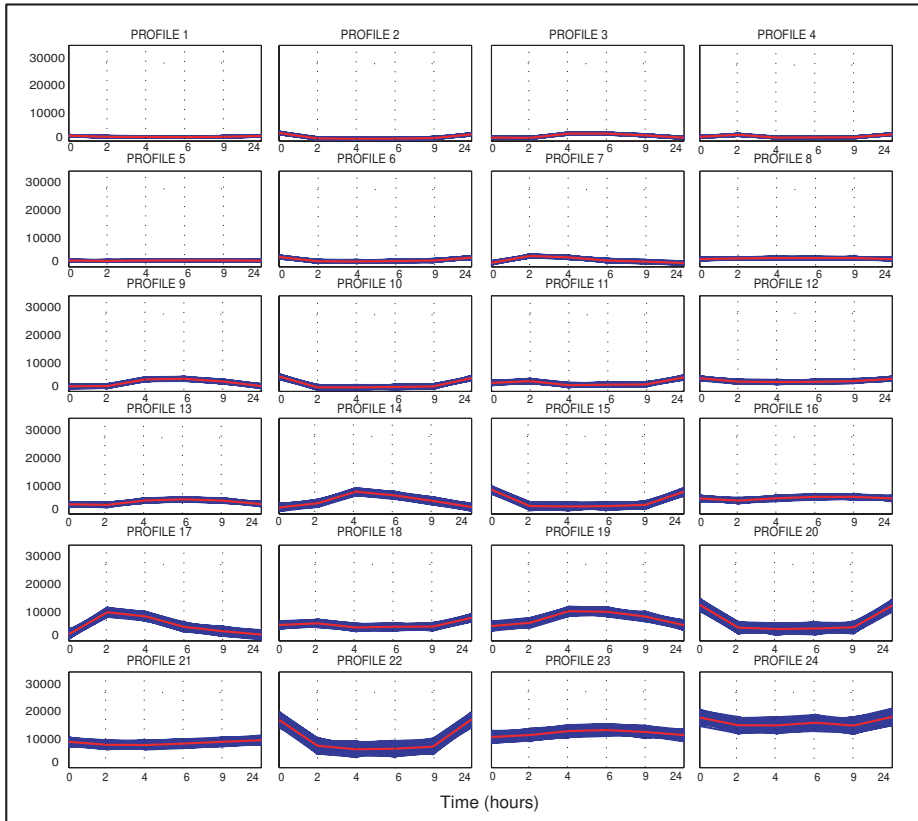 PROFILE 1 PROFILE 2 PROFILE 3 PROFILE 4
30000
20000
10000
0
0 2 4 6 9 24 0 2 4 6 9 24 0 2 4 6 9 24 0 2 4 6 9 24
PROFILE 5 PROFILE 6 PROFILE 7 PROFILE 8
30000
20000
10000
0
0 2 4 6 9 24 0 2 4 6 9 24 0 2 4 6 9 24 0 2 4 6 9 24
PROFILE 9 PROFILE 10 PROFILE 11 PROFILE 12
30000
20000
10000
0
0 2 4 6 9 24 0 2 4 6 9 24 0 2 4 6 9 24 0 2 4 6 9 24
PROFILE 13 PROFILE 14 PROFILE 15 PROFILE 16
30000
20000
10000
0
0 2 4 6 9 24 0 2 4 6 9 24 0 2 4 6 9 24 0 2 4 6 9 24
PROFILE 17 PROFILE 18 PROFILE 19 PROFILE 20
30000
20000
10000
0
0 2 4 6 9 24 0 2 4 6 9 24 0 2 4 6 9 24 0 2 4 6 9 24
PROFILE 21 PROFILE 22 PROFILE 23 PROFILE 24
30000
20000
10000
0
0 2 4 6 9 24 0 2 4 6 9 24 0 2 4 6 9 24 0 2 4 6 9 24
Time (hours)